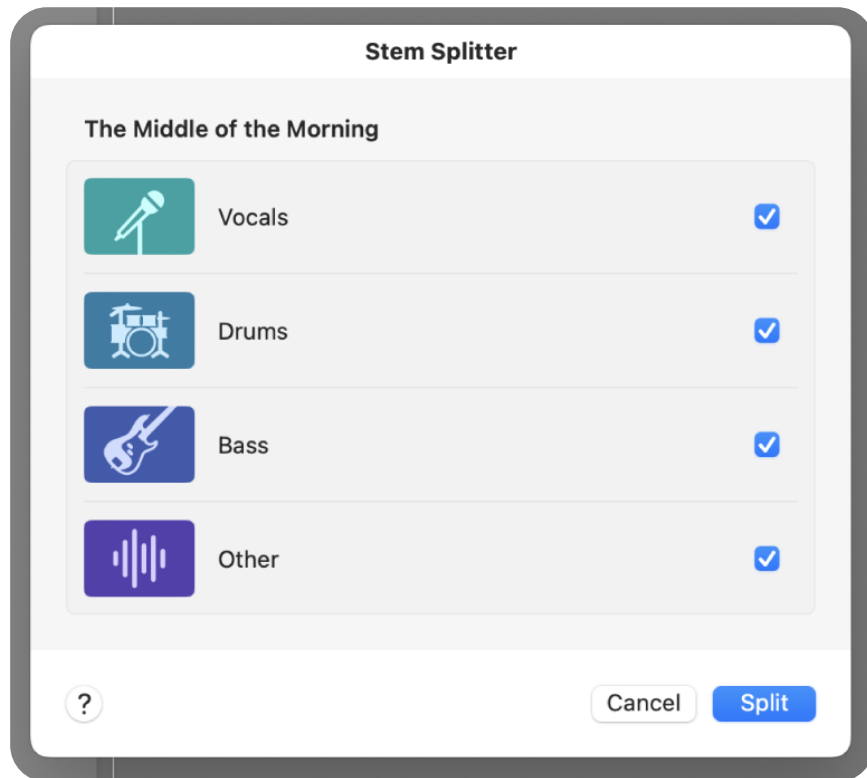 Stem Splitter
The Middle of the Morning
Vocals
Drums
Bass
Other
? Cancel Split